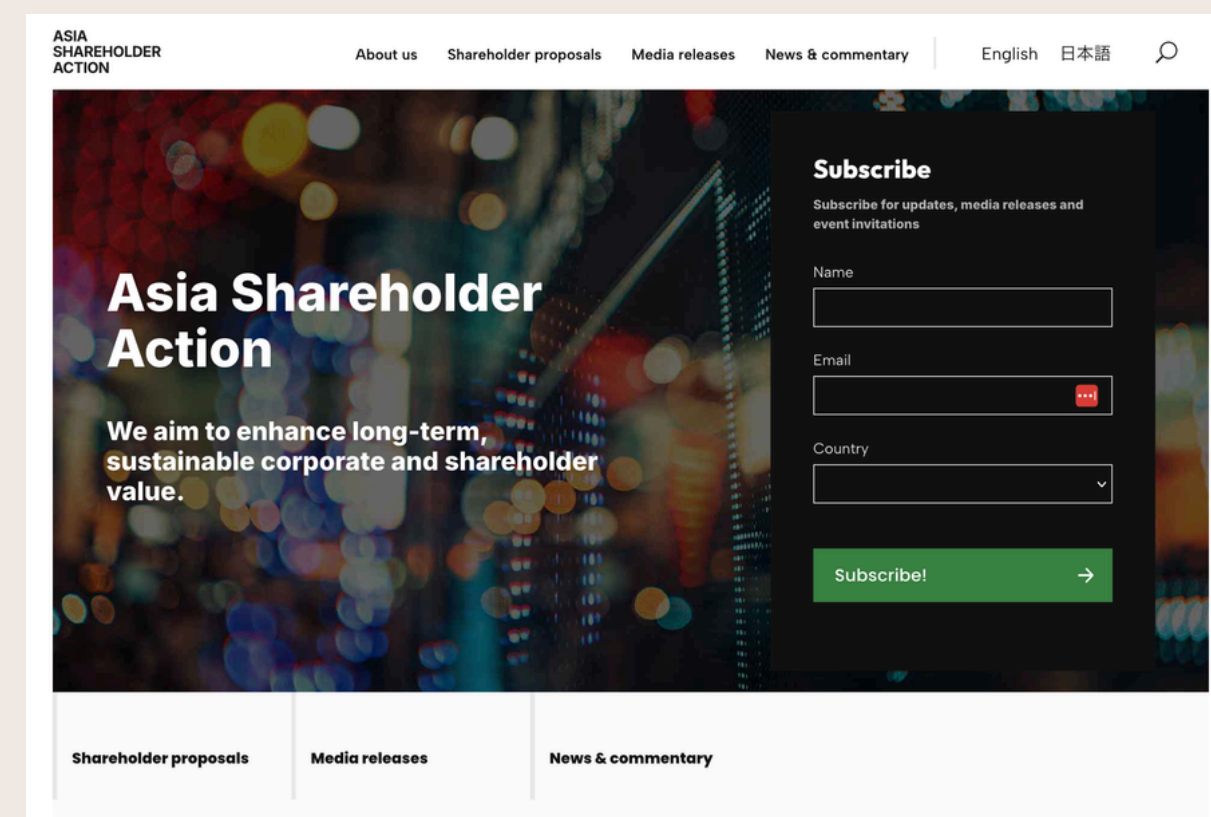 ASIA
SHAREHOLDER
ACTION
About us
Shareholder proposals
Media releases
News & commentary
English
日本語
Asia Shareholder
Action
We aim to enhance long-term,
sustainable corporate and shareholder
value.
Subscribe
Subscribe for updates, media releases and
event invitations
Name
Email
Country
Subscribe!
Shareholder proposals
Media releases
News & commentary